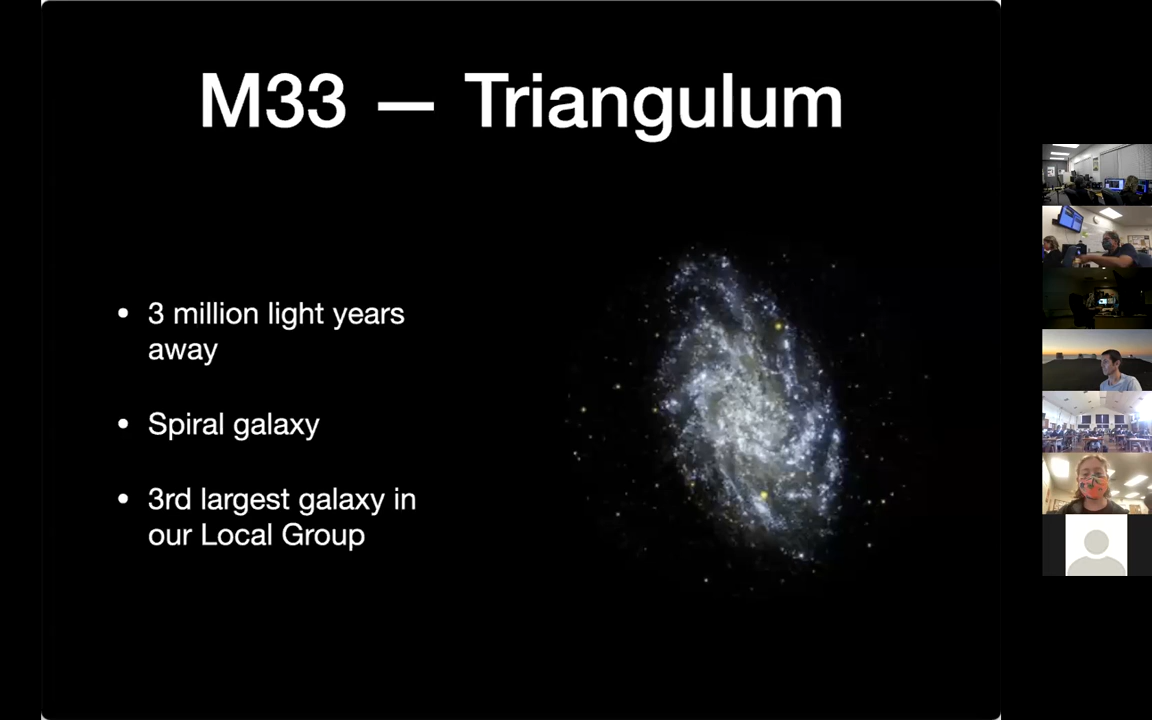 M33 — Triangulum
• 3 million light years
away
• Spiral galaxy
• 3rd largest galaxy in
our Local Group